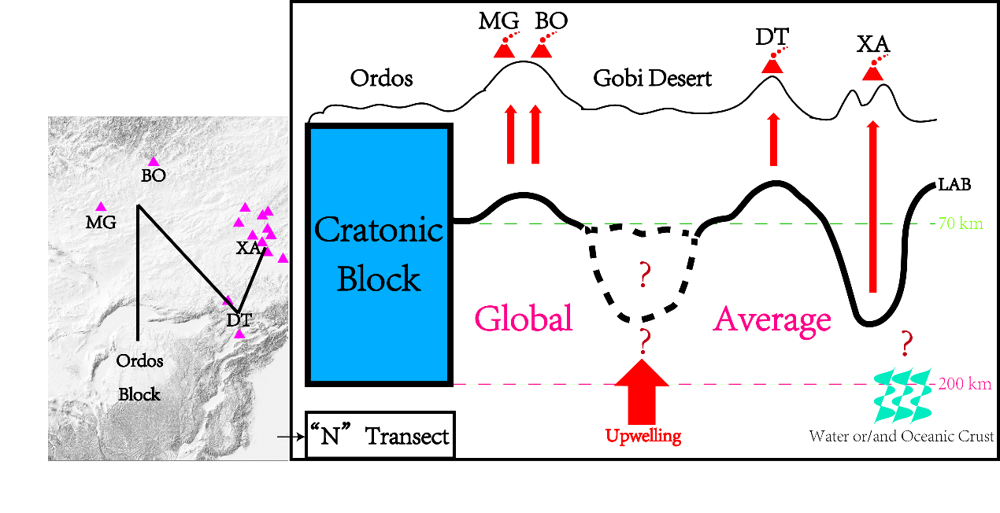 BO
MG
XA
DT
Ordos
Block
MG BO
DT
XA
Ordos
Gobi Desert
LAB
70 km
Cratonic
Block
?
Global
Average
?
?
200 km
“N” Transect
Upwelling
Water or/and Oceanic Crust